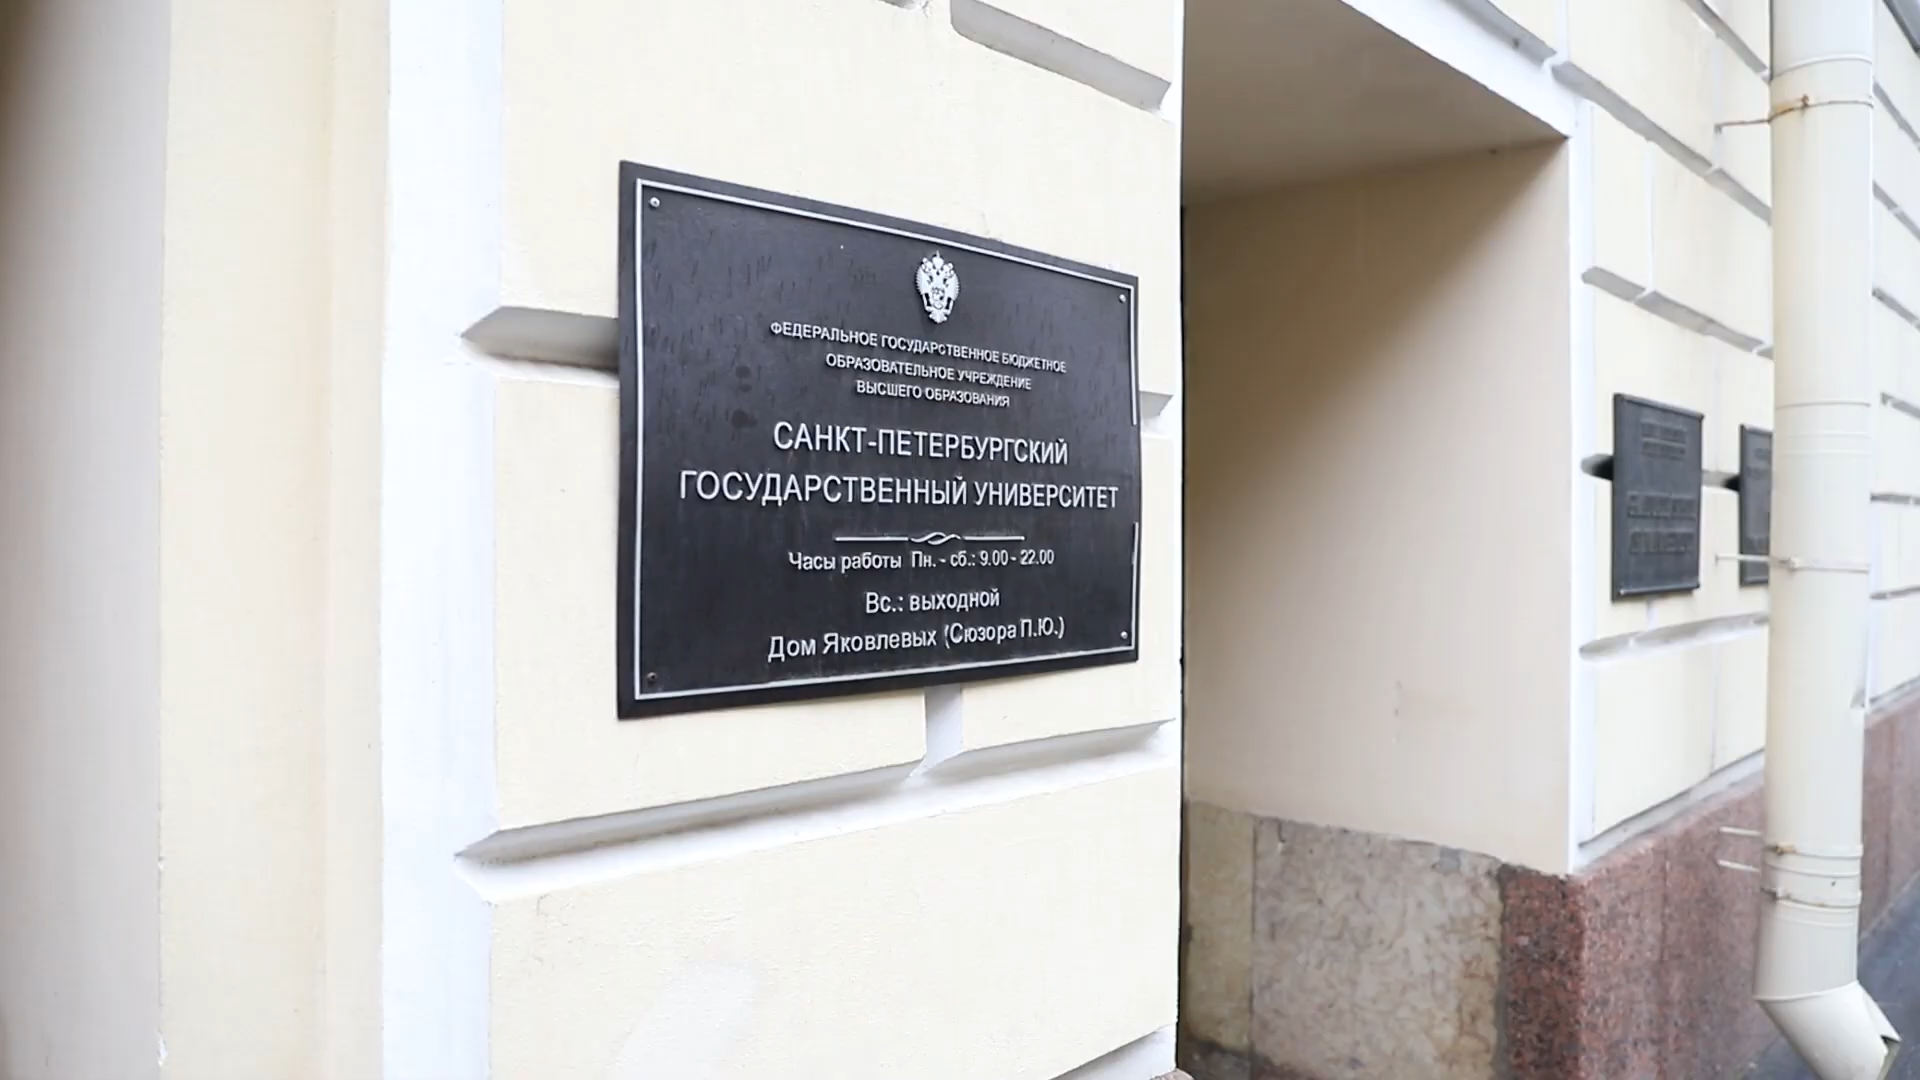 ФЕДЕРАЛЬНОЕ ГОСУДАРСТВЕННОЕ БЮДЖЕТНОЕ
ОБРАЗОВАТЕЛЬНОЕ УЧРЕЖДЕНИЕ
ВЫСШЕГО ОБРАЗОВАНИЯ
САНКТ-ПЕТЕРБУРГСКИЙ
ГОСУДАРСТВЕННЫЙ УНИВЕРСИТЕТ
Часы работы Пн. - сб.: 9.00 - 22.00
Вс.: выходной
Дом Яковлевых (Сюзора П.Ю.)